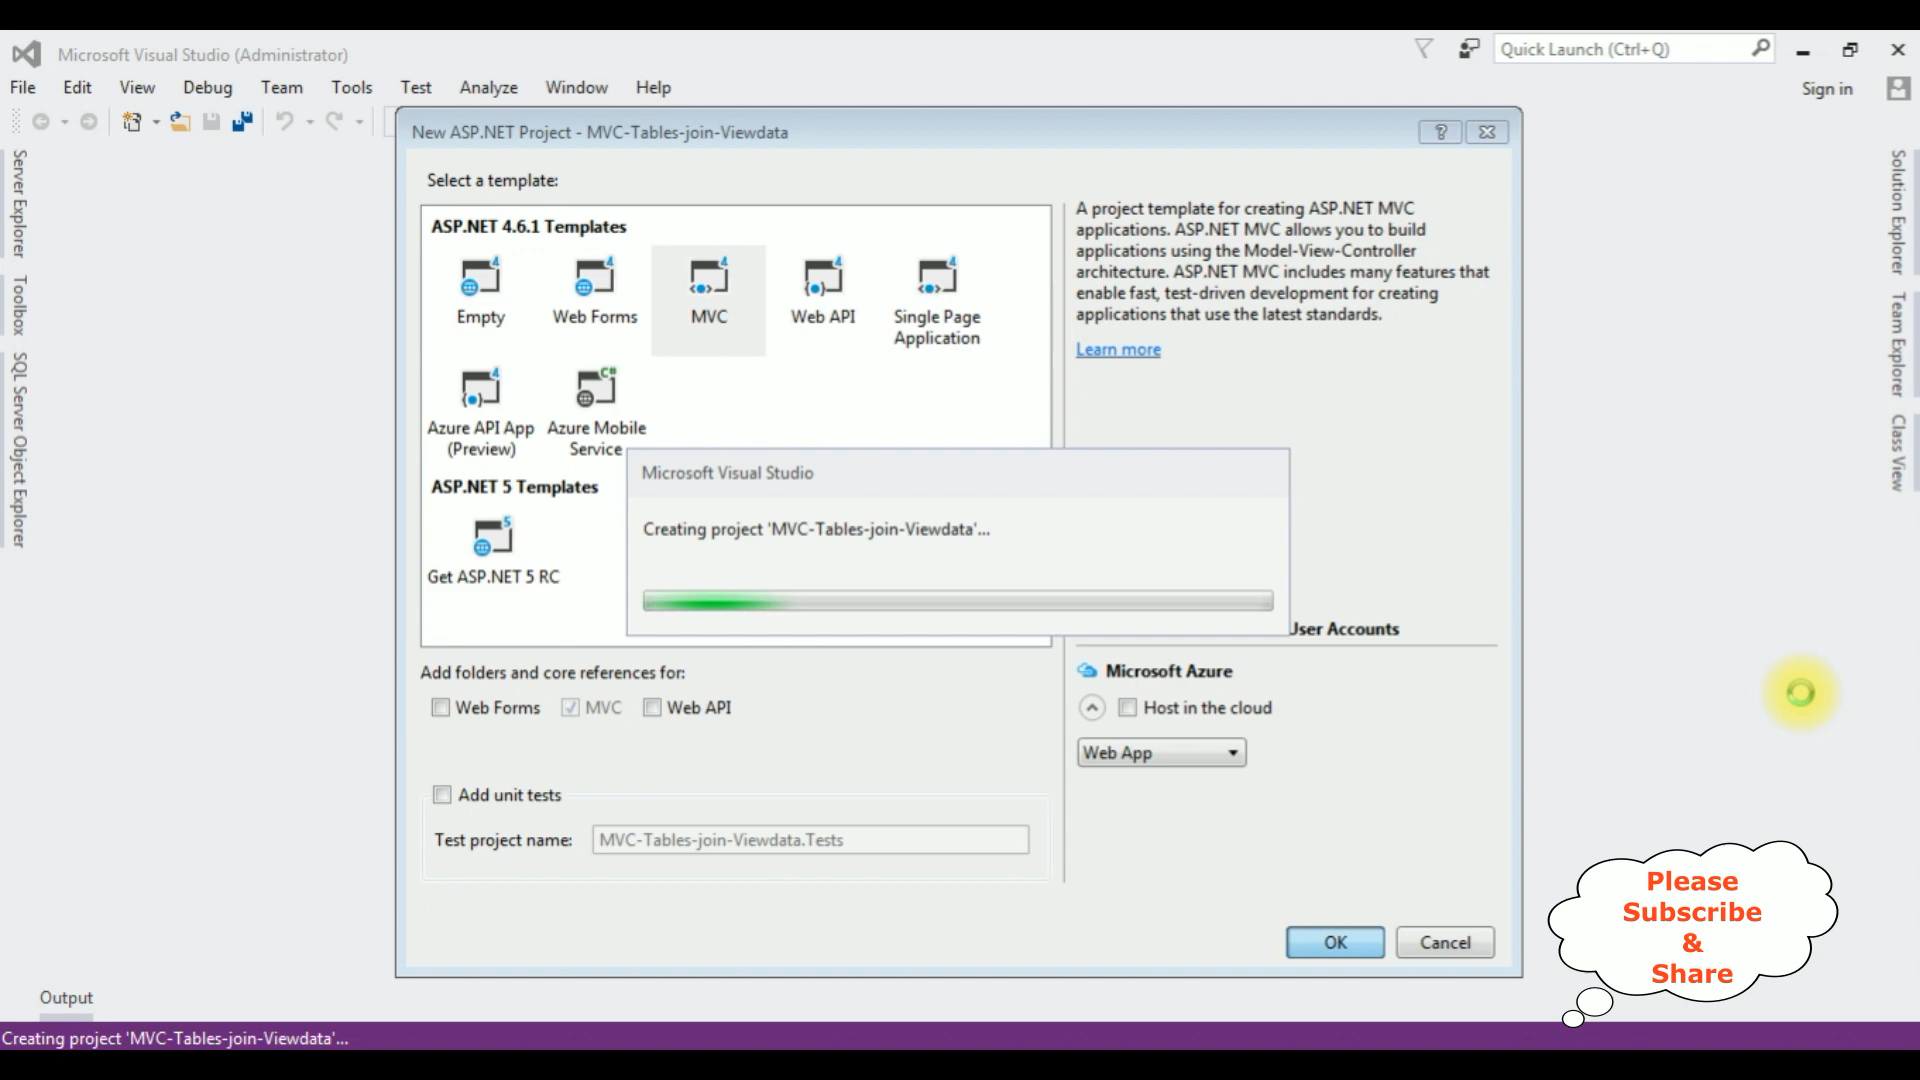 Microsoft Visual Studio (Administrator)
Quick Launch (Ctrl+Q)
File Edit View Debug Team Tools Test Analyze Window Help
Sign in
Server Explorer
Toolbox
SQL Server Object Explorer
New ASP.NET Project - MVC-Tables-join-Viewdata
Select a template:
ASP.NET 4.6.1 Templates
Empty
Web Forms
MVC
Web API
Single Page
Application
Azure API App
(Preview)
Azure Mobile
Service
ASP.NET 5 Templates
Get ASP.NET 5 RC
A project template for creating ASP.NET MVC
applications. ASP.NET MVC allows you to build
applications using the Model-View-Controller
architecture. ASP.NET MVC includes many features that
enable fast, test-driven development for creating
applications that use the latest standards.
Learn more
Microsoft Visual Studio
Creating project 'MVC-Tables-join-Viewdata'...
User Accounts
Add folders and core references for:
Web Forms MVC Web API
Add unit tests
Test project name: MVC-Tables-join-Viewdata.Tests
Microsoft Azure
Host in the cloud
Web App
OK Cancel
Solution Explorer
Team Explorer
Class View
Please
Subscribe
&
Share
Output
Creating project 'MVC-Tables-join-Viewdata'...